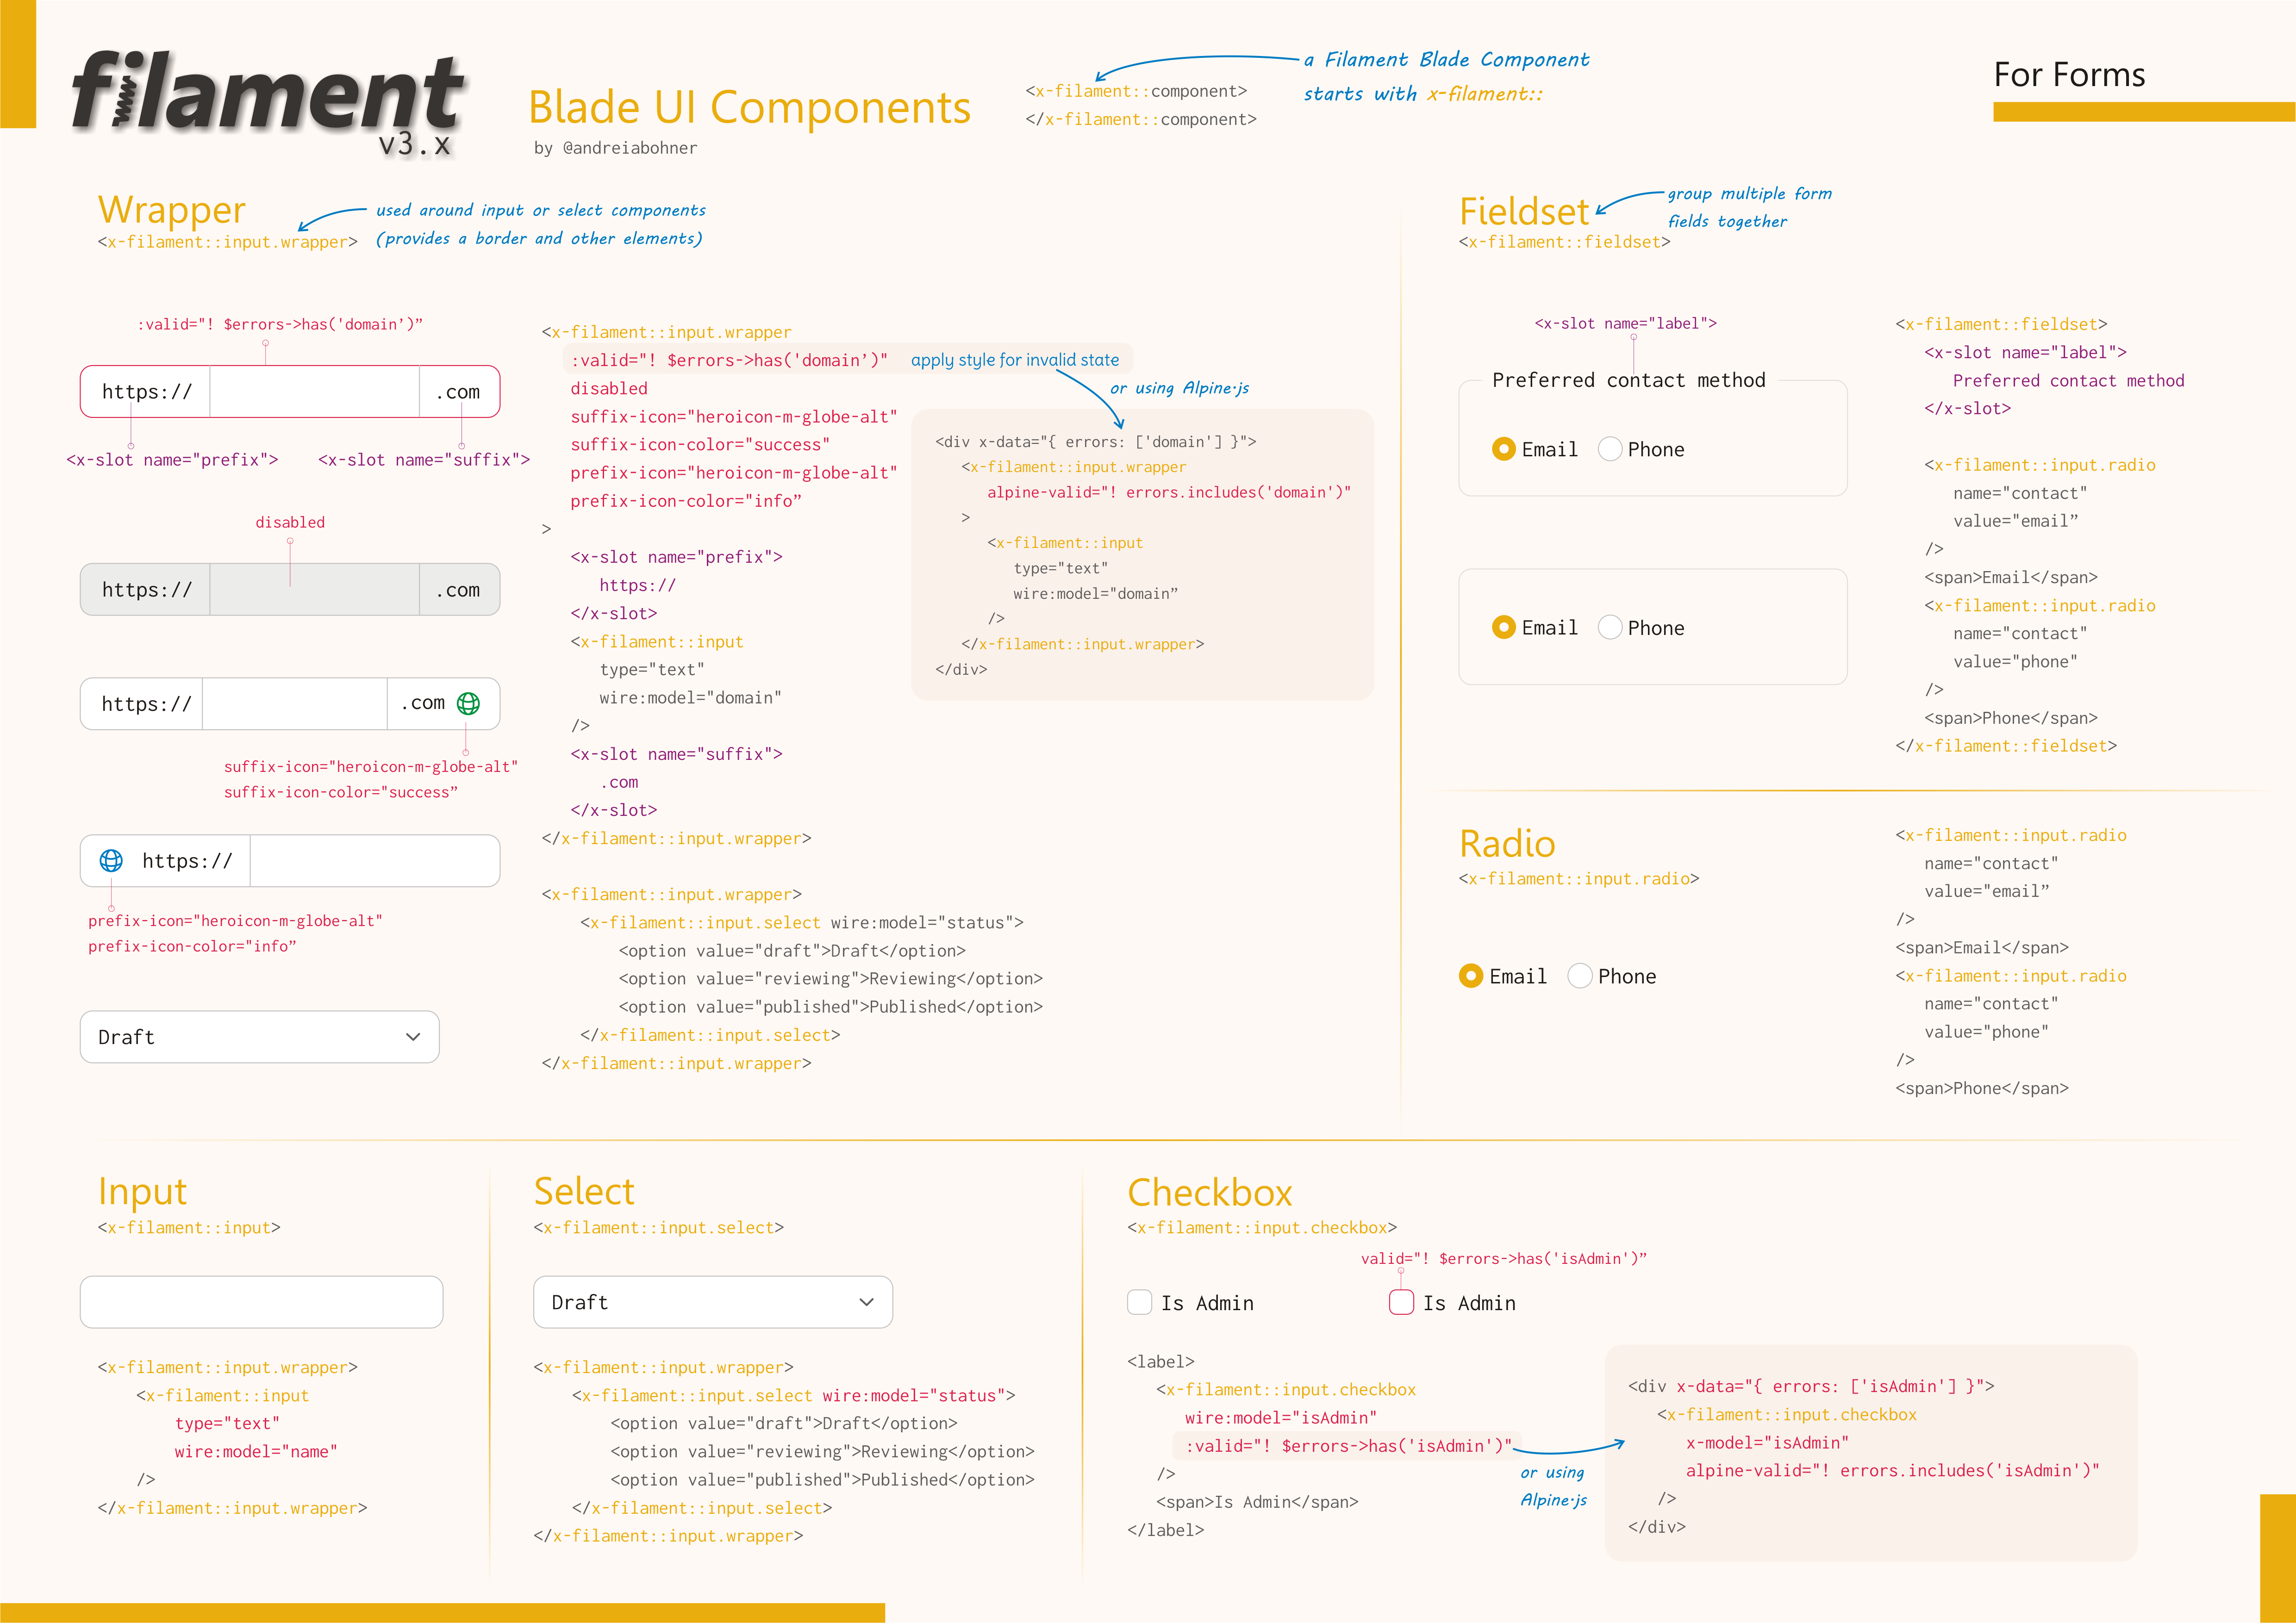 filament
v3.x
Blade UI Components
by @andreiabohner
<x-filament::component>
</x-filament::component>
a Filament Blade Component
starts with x-filament::
For Forms
Wrapper
<x-filament::input.wrapper>
used around input or select components
(provides a border and other elements)
:valid="! $errors->has('domain’)”
https://
.com
<x-slot name="prefix">
<x-slot name="suffix">
disabled
https://
.com
https://
.com
suffix-icon="heroicon-m-globe-alt"
suffix-icon-color="success”
https://
prefix-icon="heroicon-m-globe-alt"
prefix-icon-color="info”
Draft
<x-filament::input.wrapper
:valid="! $errors->has('domain’)" apply style for invalid state
disabled
suffix-icon="heroicon-m-globe-alt"
suffix-icon-color="success"
prefix-icon="heroicon-m-globe-alt"
prefix-icon-color="info”
>
<x-slot name="prefix">
https://
</x-slot>
<x-filament::input
type="text"
wire:model="domain"
/>
<x-slot name="suffix">
.com
</x-slot>
</x-filament::input.wrapper>
<x-filament::input.wrapper>
<x-filament::input.select wire:model="status">
<option value="draft">Draft</option>
<option value="reviewing">Reviewing</option>
<option value="published">Published</option>
</x-filament::input.select>
</x-filament::input.wrapper>
or using Alpine.js
<div x-data="{ errors: ['domain'] }">
<x-filament::input.wrapper
alpine-valid="! errors.includes('domain')"
>
<x-filament::input
type="text"
wire:model="domain”
/>
</x-filament::input.wrapper>
</div>
Fieldset
<x-filament::fieldset>
group multiple form
fields together
<x-slot name="label">
Preferred contact method
Email Phone
Email Phone
<x-filament::fieldset>
<x-slot name="label">
Preferred contact method
</x-slot>
<x-filament::input.radio
name="contact"
value="email”
/>
<span>Email</span>
<x-filament::input.radio
name="contact"
value="phone"
/>
<span>Phone</span>
</x-filament::fieldset>
Radio
<x-filament::input.radio>
Email Phone
<x-filament::input.radio
name="contact"
value="email”
/>
<span>Email</span>
<x-filament::input.radio
name="contact"
value="phone"
/>
<span>Phone</span>
Input
<x-filament::input>
<x-filament::input.wrapper>
<x-filament::input
type="text"
wire:model="name"
/>
</x-filament::input.wrapper>
Select
<x-filament::input.select>
Draft
<x-filament::input.wrapper>
<x-filament::input.select wire:model="status">
<option value="draft">Draft</option>
<option value="reviewing">Reviewing</option>
<option value="published">Published</option>
</x-filament::input.select>
</x-filament::input.wrapper>
Checkbox
<x-filament::input.checkbox>
valid="! $errors->has('isAdmin')”
Is Admin
Is Admin
<label>
<x-filament::input.checkbox
wire:model="isAdmin"
:valid="! $errors->has('isAdmin')"
/>
<span>Is Admin</span>
</label>
or using
Alpine.js
<div x-data="{ errors: ['isAdmin'] }">
<x-filament::input.checkbox
x-model="isAdmin"
alpine-valid="! errors.includes('isAdmin')"
/>
</div>